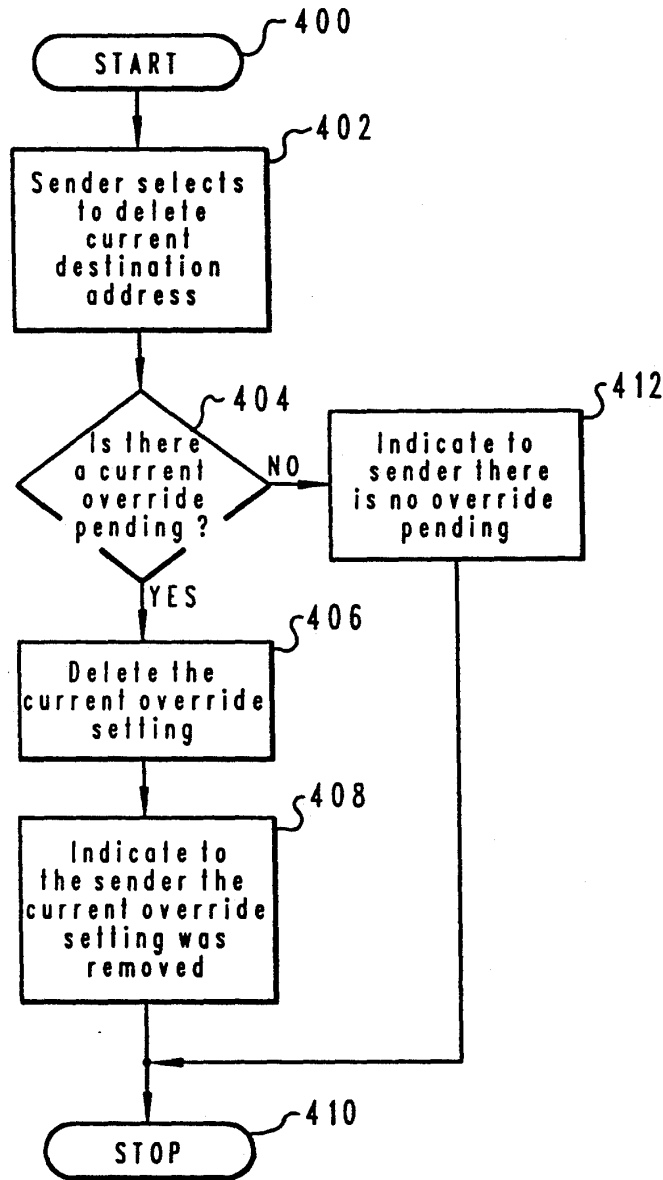 400
START
402
Sender selects
to delete
current
destination
address
404
Is there
a current
override
pending?
NO
412
Indicate to
sender there
is no override
pending
YES
406
Delete the
current override
setting
408
Indicate to
the sender the
current override
setting was
removed
410
STOP